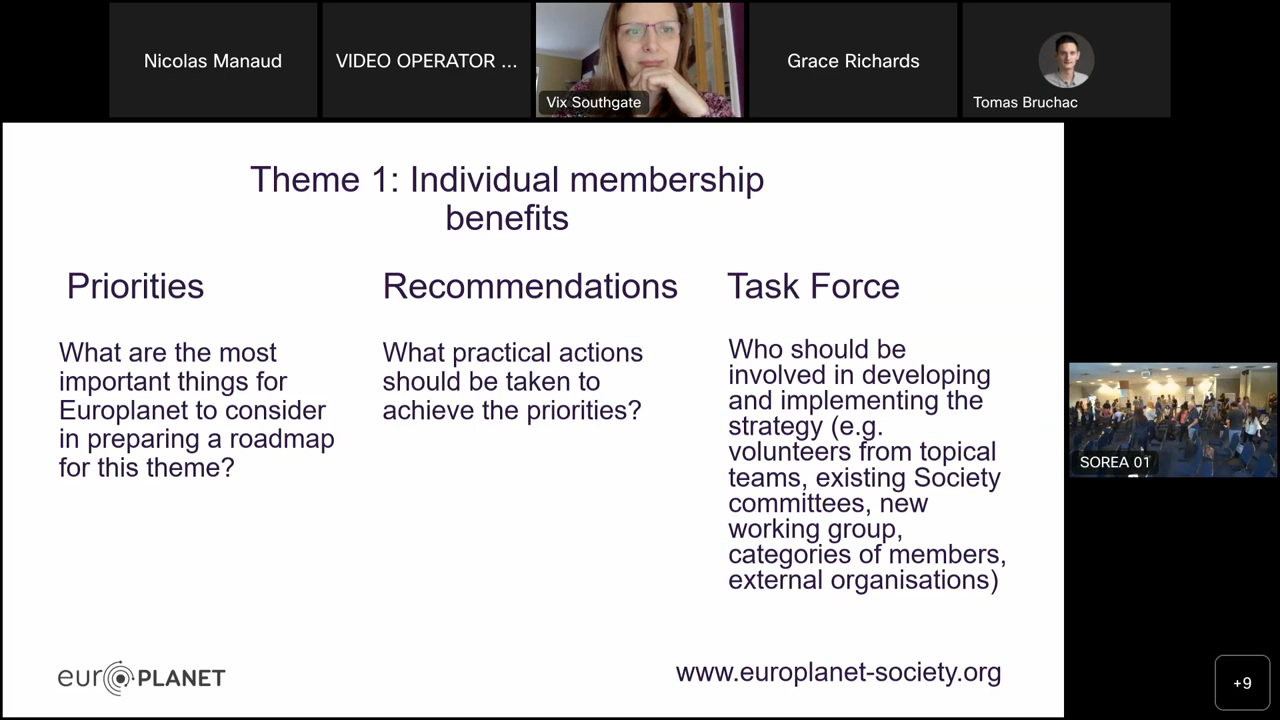 Nicolas Manaud
VIDEO OPERATOR ...
Vix Southgate
Grace Richards
Tomas Bruchac
Theme 1: Individual membership
benefits
Priorities
What are the most
important things for
Europlanet to consider
in preparing a roadmap
for this theme?
Recommendations
What practical actions
should be taken to
achieve the priorities?
Task Force
Who should be
involved in developing
and implementing the
strategy (e.g.
volunteers from topical
teams, existing Society
committees, new
working group,
categories of members,
external organisations)
SOREA 01
euroPLANET
www.europlanet-society.org
+9